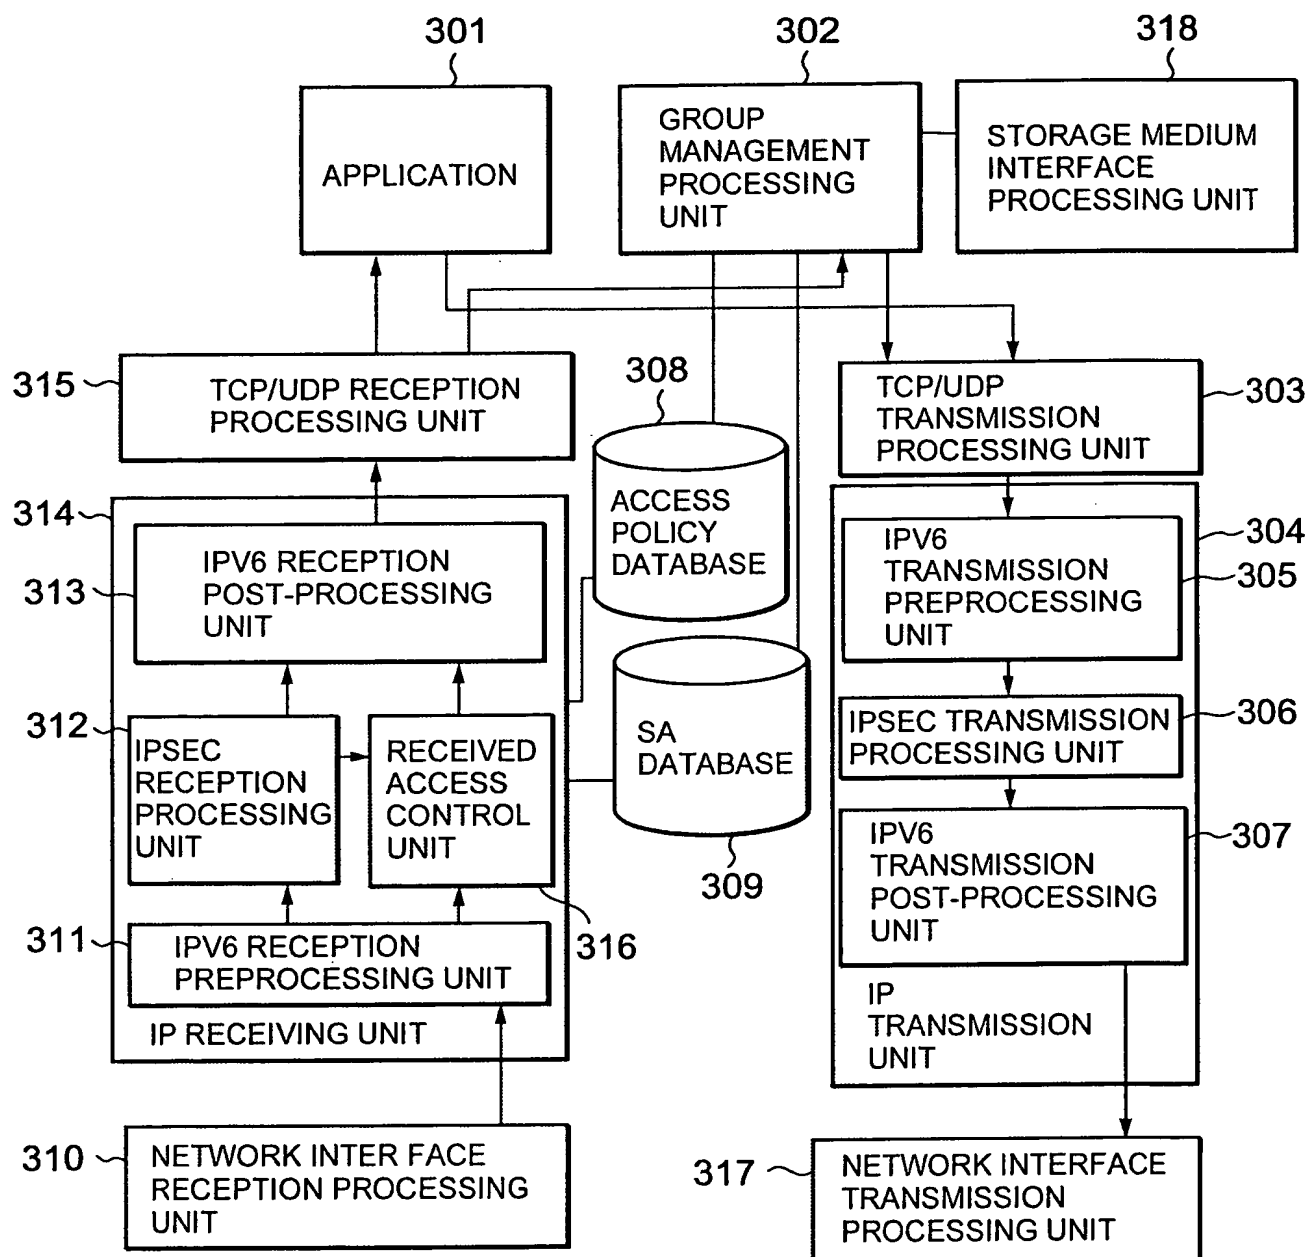 301
302
318
APPLICATION
GROUP
MANAGEMENT
PROCESSING
UNIT
STORAGE MEDIUM
INTERFACE
PROCESSING UNIT
315
TCP/UDP RECEPTION
PROCESSING UNIT
308
TCP/UDP
TRANSMISSION
PROCESSING UNIT
303
314
313
IPV6 RECEPTION
POST-PROCESSING
UNIT
ACCESS
POLICY
DATABASE
IPV6
TRANSMISSION
PREPROCESSING
UNIT
304
305
312
IPSEC
RECEPTION
PROCESSING
UNIT
RECEIVED
ACCESS
CONTROL
UNIT
SA
DATABASE
309
IPSEC TRANSMISSION
PROCESSING UNIT
306
IPV6
TRANSMISSION
POST-PROCESSING
UNIT
307
311
IPV6 RECEPTION
PREPROCESSING UNIT
316
IP RECEIVING UNIT
IP
TRANSMISSION
UNIT
310
NETWORK INTER FACE
RECEPTION PROCESSING
UNIT
317
NETWORK INTERFACE
TRANSMISSION
PROCESSING UNIT